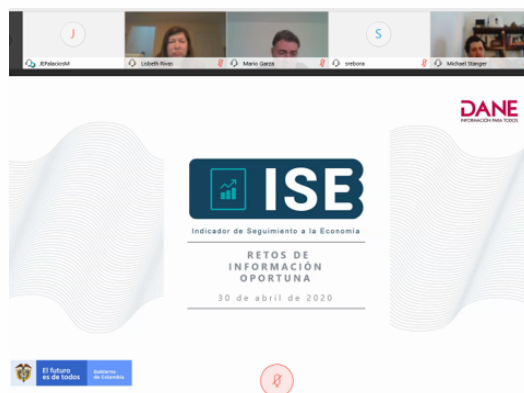 J
S
JEPalaciosM
Lisbeth Rivas
Mario Garza
srebora
Michael Stanger
DANE
INFORMACIÓN PARA TODOS
ISE
Indicador de Seguimiento a la Economía
RETOS DE
INFORMACIÓN
OPORTUNA
30 de abril de 2020
El futuro
es de todos
Gobierno
de Colombia